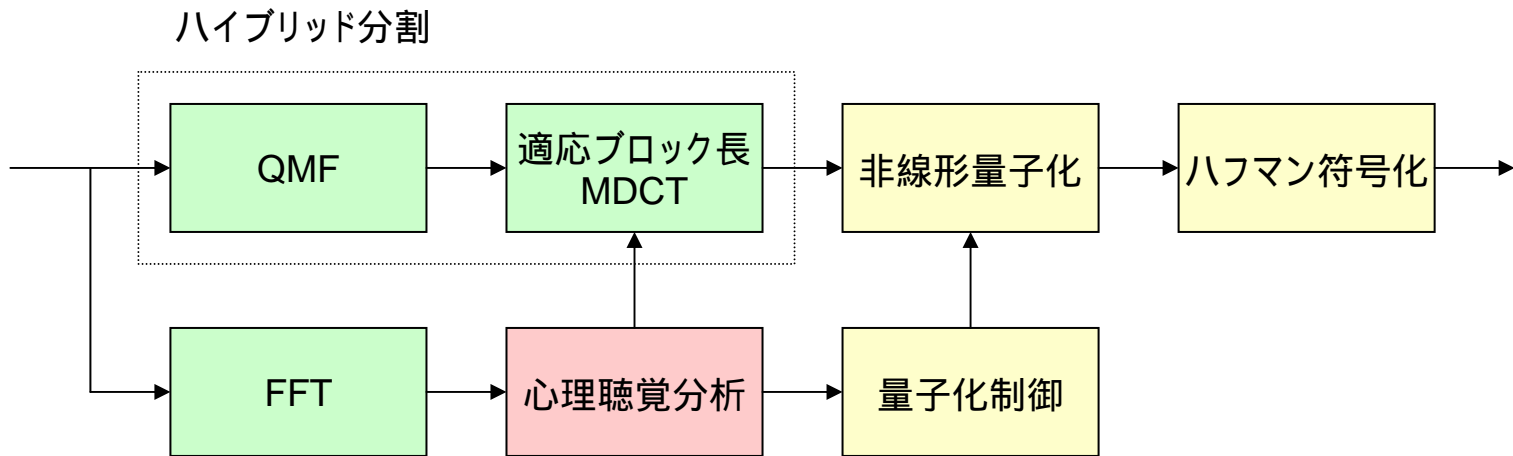 ハイブリッド分割
QMF
適応ブロック長
MDCT
非線形量子化
ハフマン符号化
FFT
心理聴覚分析
量子化制御